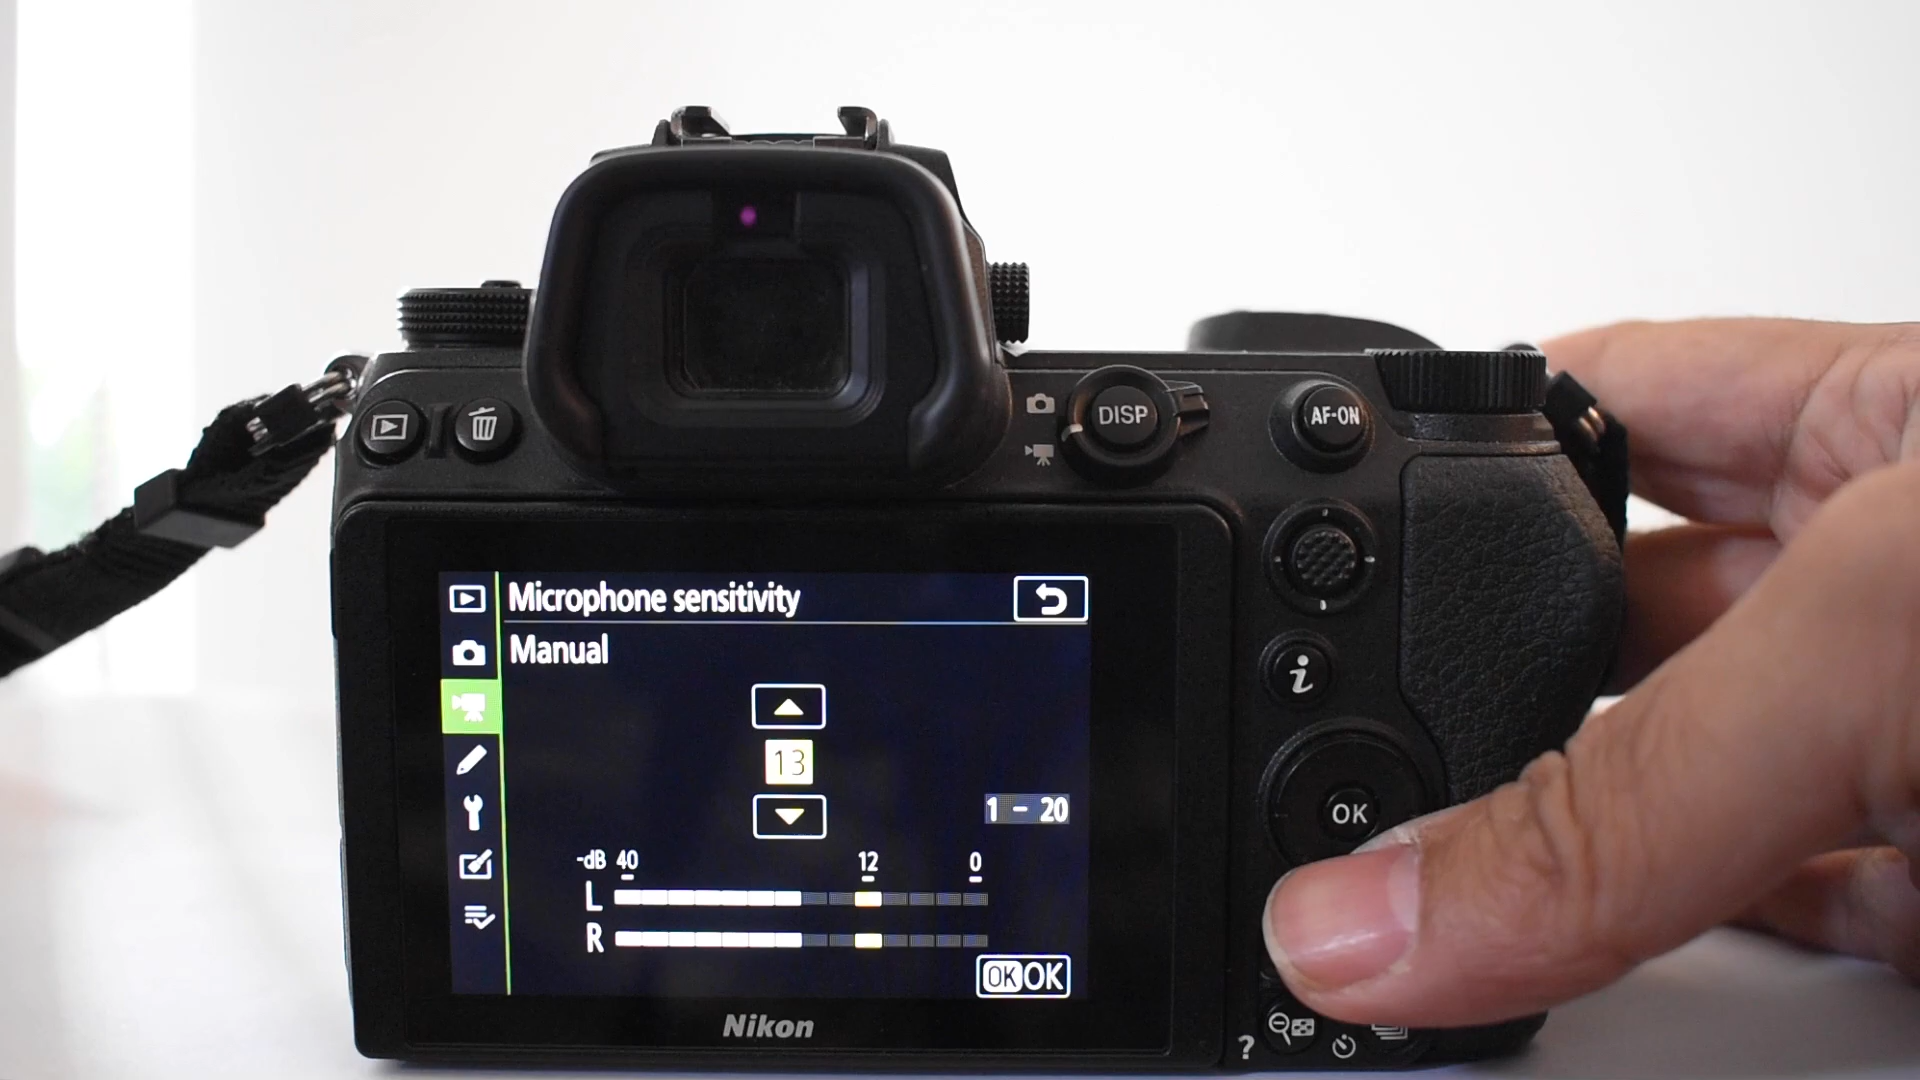 DISP
AF-ON
Microphone sensitivity
Manual
13
1 - 20
-dB 40 12 0
L
R
OK OK
i
OK
Nikon
?